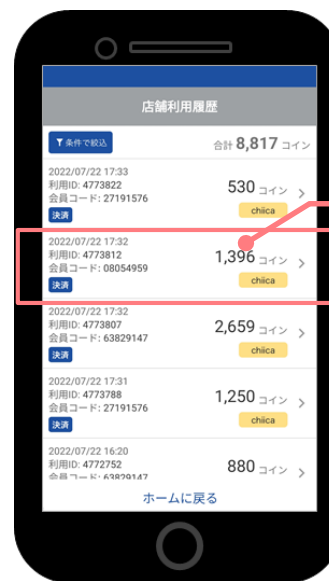 店舗利用履歴
条件で絞込
合計 8,817 コイン
2022/07/22 17:33
利用ID: 4773822
530 コイン
会員コード: 27191576
決済
chiica
2022/07/22 17:32
利用ID: 4773812
1,396 コイン
会員コード: 08054959
決済
chiica
2022/07/22 17:32
利用ID: 4773807
2,659 コイン
会員コード: 63829147
決済
chiica
2022/07/22 17:31
利用ID: 4773788
1,250 コイン
会員コード: 27191576
決済
chiica
2022/07/22 16:20
利用ID: 4772752
880 コイン
会員コード: 63829147
ホームに戻る